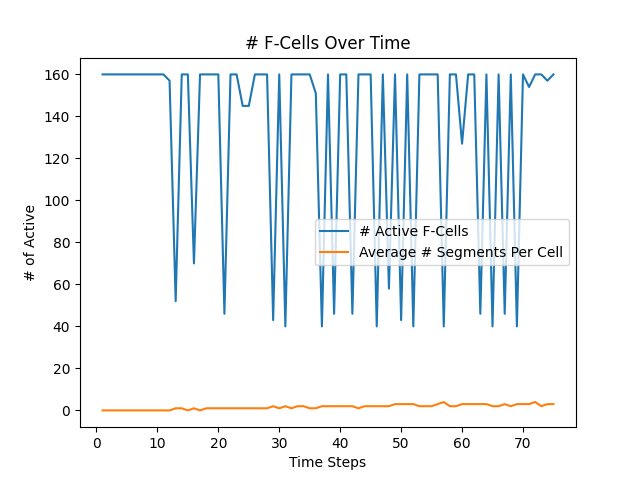 # F-Cells Over Time
160
140
120
100
80
60
40
20
0
# of Active
# Active F-Cells
Average # Segments Per Cell
0 10 20 30 40 50 60 70
Time Steps